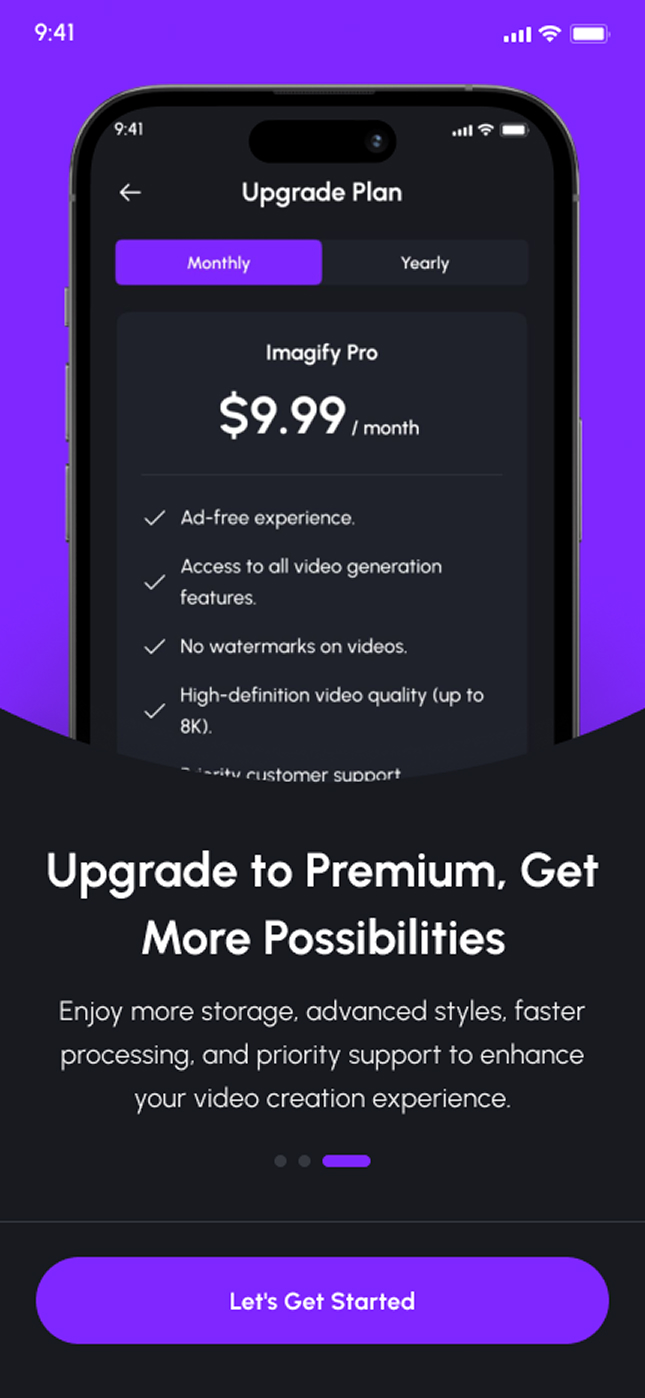 9:41
9:41
Upgrade Plan
Monthly
Yearly
Imagify Pro
$9.99 / month
Ad-free experience.
Access to all video generation
features.
No watermarks on videos.
High-definition video quality (up to
8K).
Priority customer support
Upgrade to Premium, Get
More Possibilities
Enjoy more storage, advanced styles, faster
processing, and priority support to enhance
your video creation experience.
Let's Get Started